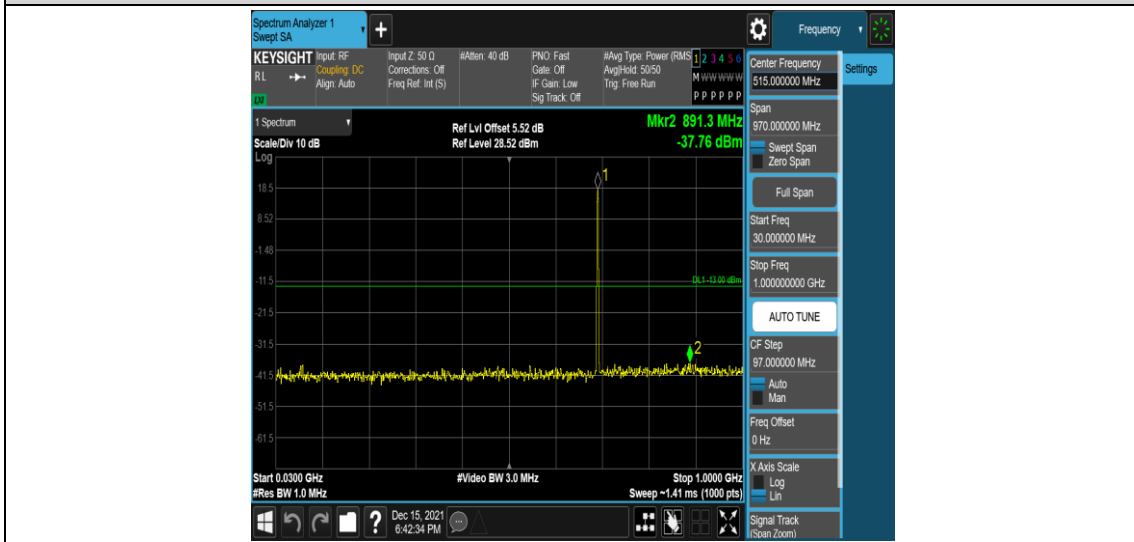 Spectrum Analyzer 1
Swept SA
+
Frequency
KEYSIGHT
RL
Input: RF
Coupling: DC
Align: Auto
Input Z: 50 Ω
Corrections: Off
Freq Ref: Int (S)
#Atten: 40 dB
PNO: Fast
Gate: Off
IF Gain: Low
Sig Track: Off
#Avg Type: Power (RMS
Avg|Hold: 50/50
Trig: Free Run
1 2 3 4 5 6
M W W W W W
P P P P P P
1 Spectrum
Scale/Div 10 dB
Log
Ref Lvl Offset 5.52 dB
Ref Level 28.52 dBm
Mkr2 891.3 MHz
-37.76 dBm
1
18.5
8.52
-1.48
-11.5
DL1 -13.00 dBm
-21.5
-31.5
2
-41.5
-51.5
-61.5
Start 0.0300 GHz
#Res BW 1.0 MHz
#Video BW 3.0 MHz
Stop 1.0000 GHz
Sweep ~1.41 ms (1000 pts)
Center Frequency
515.000000 MHz
Settings
Span
970.000000 MHz
Swept Span
Zero Span
Full Span
Start Freq
30.000000 MHz
Stop Freq
1.000000000 GHz
AUTO TUNE
CF Step
97.000000 MHz
Auto
Man
Freq Offset
0 Hz
X Axis Scale
Log
Lin
Signal Track
(Span Zoom)
?
Dec 15, 2021
6:42:34 PM